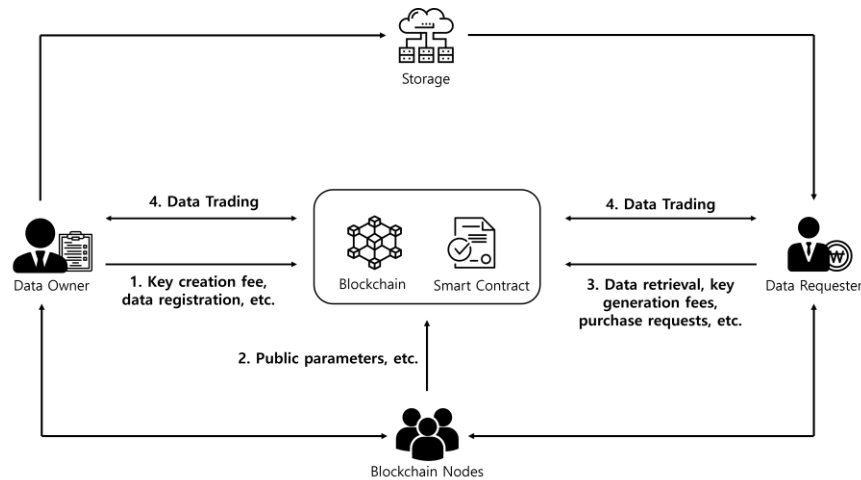 Storage
4. Data Trading
4. Data Trading
Data Owner
1. Key creation fee,
data registration, etc.
Blockchain
Smart Contract
3. Data retrieval, key
generation fees,
purchase requests, etc.
Data Requester
2. Public parameters, etc.
Blockchain Nodes